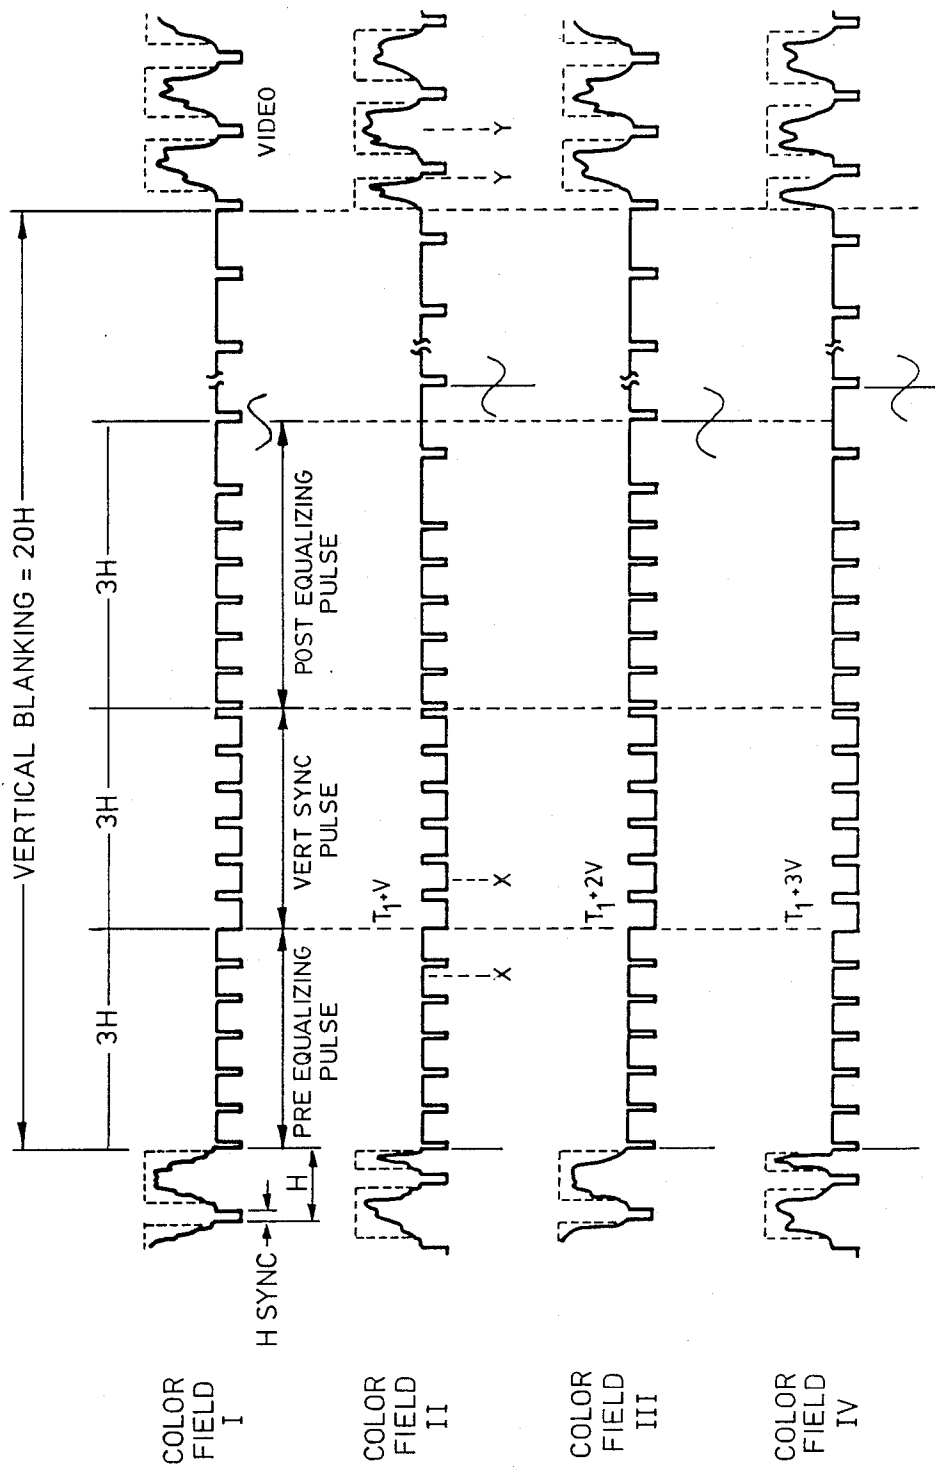 VERTICAL BLANKING = 20H
3H
3H
3H
COLOR
FIELD
I
H SYNC
H
PRE EQUALIZING
PULSE
VERT SYNC
PULSE
POST EQUALIZING
PULSE
VIDEO
COLOR
FIELD
II
T1+V
X
X
Y
Y
COLOR
FIELD
III
T1+2V
COLOR
FIELD
IV
T1+3V